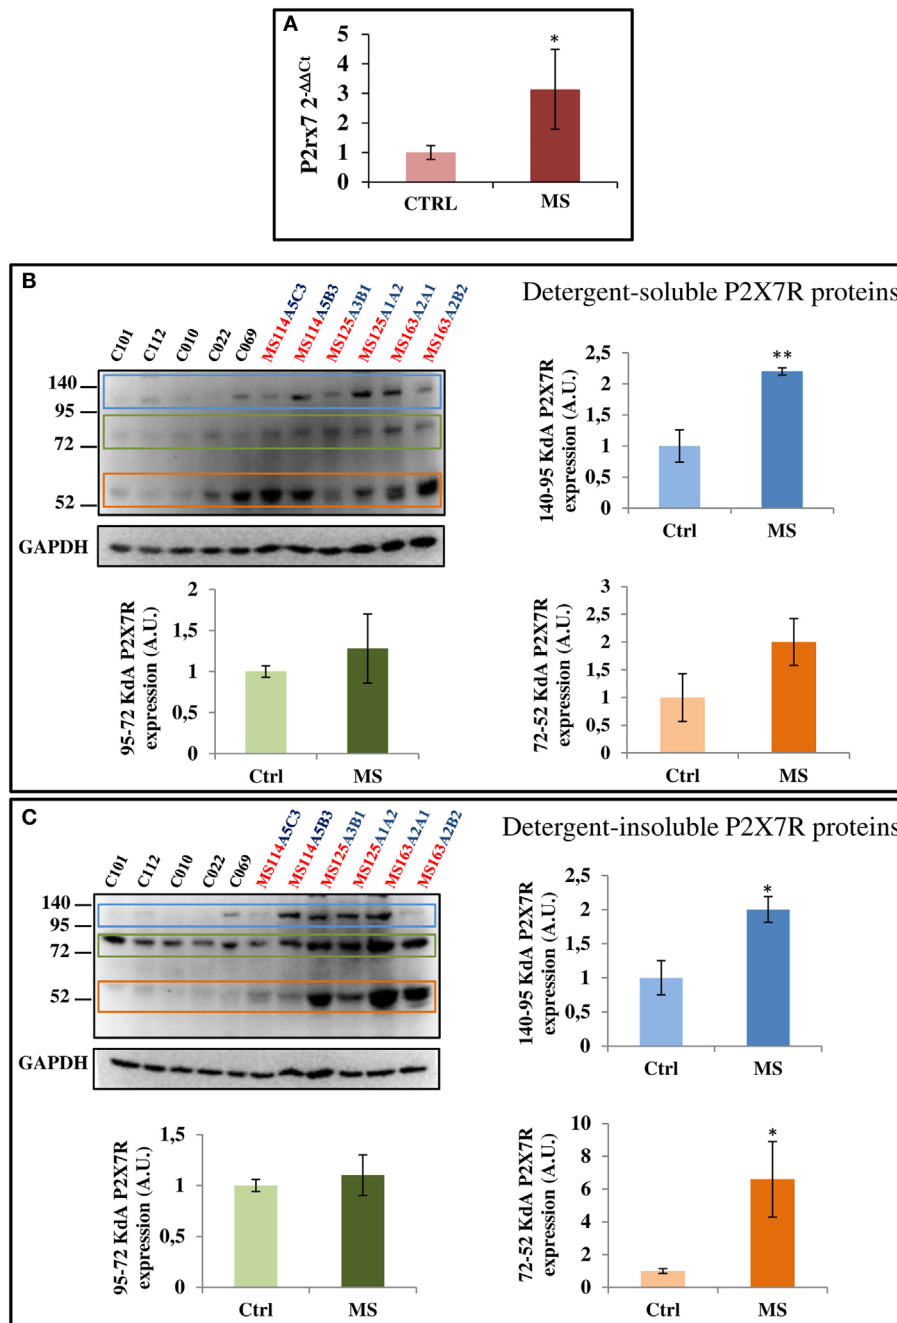 A
P2rx7 2-ΔΔCt
5
4
3
2
1
0
*
CTRL MS
B
C101 C112 C010 C022 C069 MS114A5C3 MS114A5B3 MS125A3B1 MS125A1A2 MS163A2A1 MS163A2B2
140
95
72
52
GAPDH
Detergent-soluble P2X7R proteins
140-95 KdA P2X7R
expression (A.U.)
2,5
2
1,5
1
0,5
0
**
Ctrl MS
95-72 KdA P2X7R
expression (A.U.)
2
1,5
1
0,5
0
Ctrl MS
72-52 KdA P2X7R
expression (A.U.)
3
2,5
2
1,5
1
0,5
0
Ctrl MS
C
C101 C112 C010 C022 C069 MS114A5C3 MS114A5B3 MS125A3B1 MS125A1A2 MS163A2A1 MS163A2B2
140
95
72
52
GAPDH
Detergent-insoluble P2X7R proteins
140-95 KdA P2X7R
expression (A.U.)
2,5
2
1,5
1
0,5
0
*
Ctrl MS
95-72 KdA P2X7R
expression (A.U.)
1,5
1
0,5
0
Ctrl MS
72-52 KdA P2X7R
expression (A.U.)
10
8
6
4
2
0
*
Ctrl MS